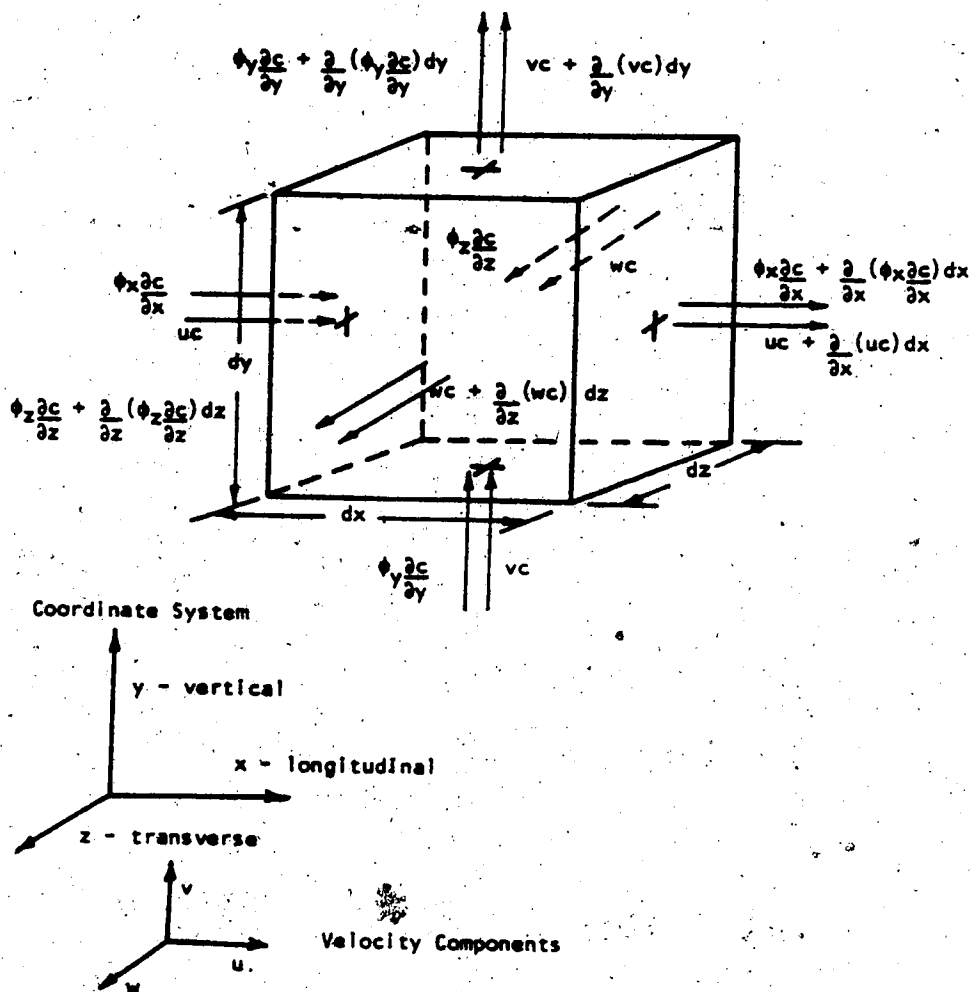 ϕy ∂c/∂y + ∂/∂y (ϕy ∂c/∂y) dy
vc + ∂/∂y (vc) dy
ϕz ∂c/∂z
wc
ϕx ∂c/∂x
uc
ϕx ∂c/∂x + ∂/∂x (ϕx ∂c/∂x) dx
uc + ∂/∂x (uc) dx
dy
ϕz ∂c/∂z + ∂/∂z (ϕz ∂c/∂z) dz
wc + ∂/∂z (wc) dz
dz
dx
ϕy ∂c/∂y
vc
Coordinate System
y - vertical
x - longitudinal
z - transverse
v
Velocity Components
u.
w